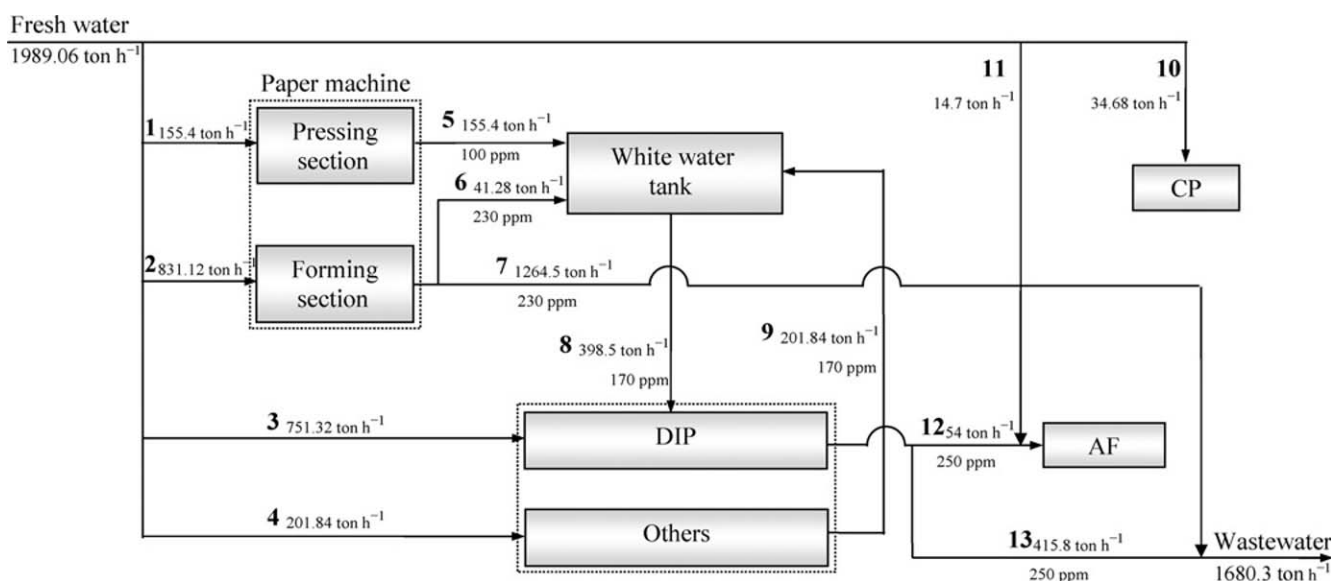 Fresh water
1989.06 ton h⁻¹
Paper machine
11
14.7 ton h⁻¹
10
34.68 ton h⁻¹
1 155.4 ton h⁻¹
Pressing
section
5 155.4 ton h⁻¹
100 ppm
6 41.28 ton h⁻¹
230 ppm
White water
tank
CP
2 831.12 ton h⁻¹
Forming
section
7 1264.5 ton h⁻¹
230 ppm
8 398.5 ton h⁻¹
170 ppm
9 201.84 ton h⁻¹
170 ppm
3 751.32 ton h⁻¹
DIP
12 54 ton h⁻¹
250 ppm
AF
4 201.84 ton h⁻¹
Others
13 415.8 ton h⁻¹
250 ppm
Wastewater
1680.3 ton h⁻¹